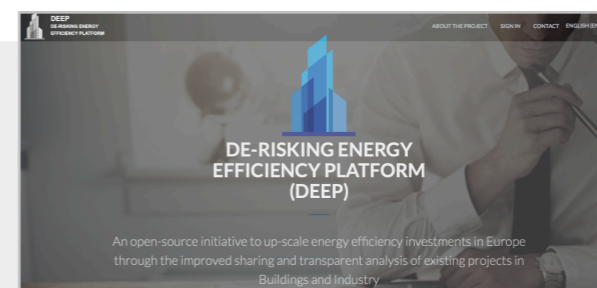 DEEP
DE-RISKING ENERGY
EFFICIENCY PLATFORM
ABOUT THE PROJECT SIGN IN CONTACT ENGLISH (EN
DE-RISKING ENERGY
EFFICIENCY PLATFORM
(DEEP)
An open-source initiative to up-scale energy efficiency investments in Europe
through the improved sharing and transparent analysis of existing projects in
Buildings and Industry